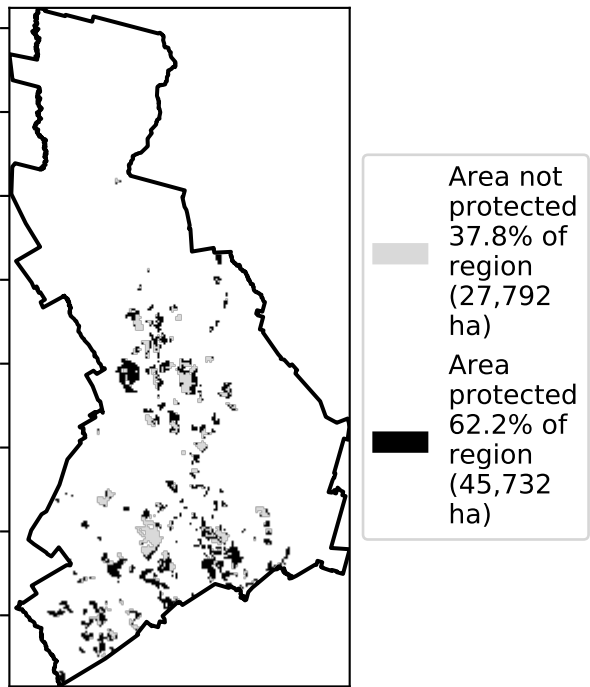 Area not
protected
37.8% of
region
(27,792
ha)
Area
protected
62.2% of
region
(45,732
ha)